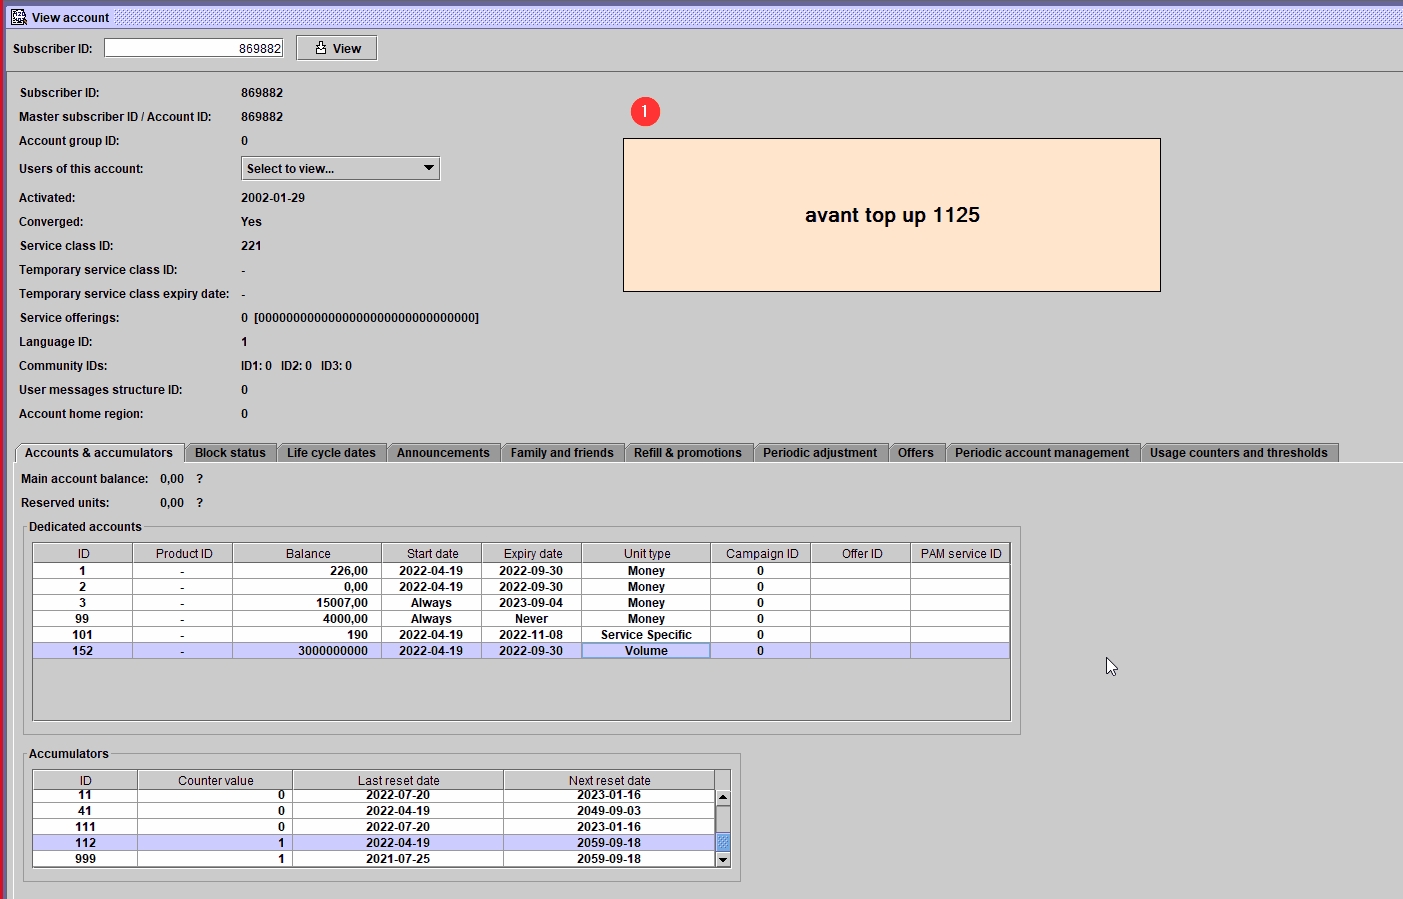 View account
Subscriber ID: 869882 View
Subscriber ID: 869882
Master subscriber ID / Account ID: 869882
Account group ID: 0
Users of this account: Select to view...
Activated: 2002-01-29
Converged: Yes
Service class ID: 221
Temporary service class ID: -
Temporary service class expiry date: -
Service offerings: 0 [0000000000000000000000000000000]
Language ID: 1
Community IDs: ID1: 0 ID2: 0 ID3: 0
User messages structure ID: 0
Account home region: 0
1
avant top up 1125
Accounts & accumulators Block status Life cycle dates Announcements Family and friends Refill & promotions Periodic adjustment Offers Periodic account management Usage counters and thresholds
Main account balance: 0,00 ?
Reserved units: 0,00 ?
Dedicated accounts
ID Product ID Balance Start date Expiry date Unit type Campaign ID Offer ID PAM service ID
1 - 226,00 2022-04-19 2022-09-30 Money 0
2 - 0,00 2022-04-19 2022-09-30 Money 0
3 - 15007,00 Always 2023-09-04 Money 0
99 - 4000,00 Always Never Money 0
101 - 190 2022-04-19 2022-11-08 Service Specific 0
152 - 3000000000 2022-04-19 2022-09-30 Volume 0
Accumulators
ID Counter value Last reset date Next reset date
11 0 2022-07-20 2023-01-16
41 0 2022-04-19 2049-09-03
111 0 2022-07-20 2023-01-16
112 1 2022-04-19 2059-09-18
999 1 2021-07-25 2059-09-18